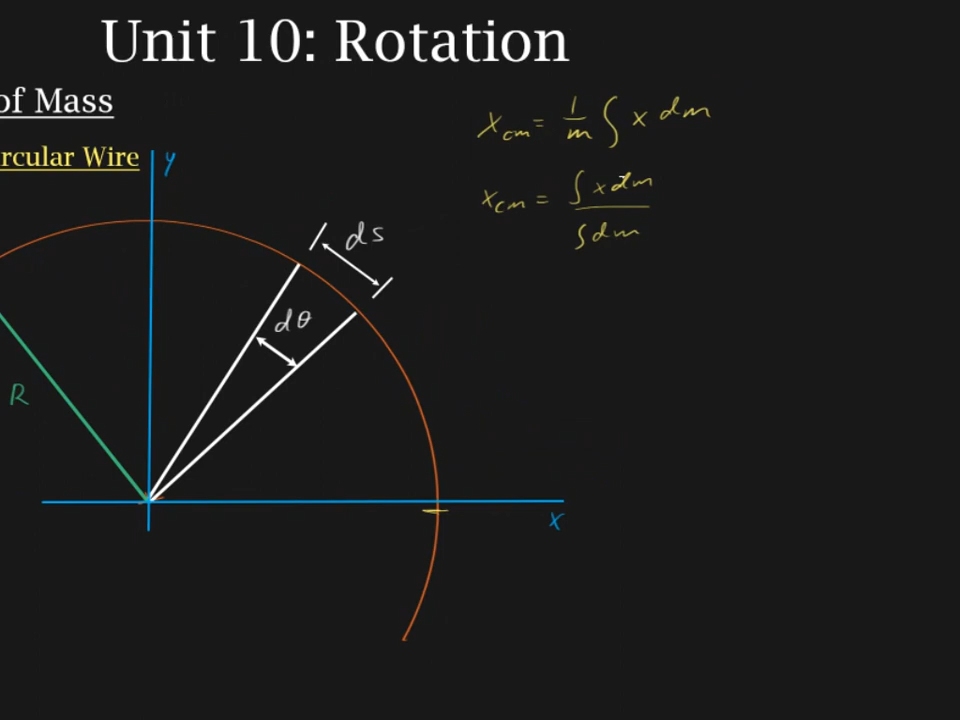 Unit 10: Rotation
of Mass
rcular Wire
y
x_cm = 1/m ∫ x dm
x_cm = ∫ x dm / ∫ dm
ds
dθ
R
x